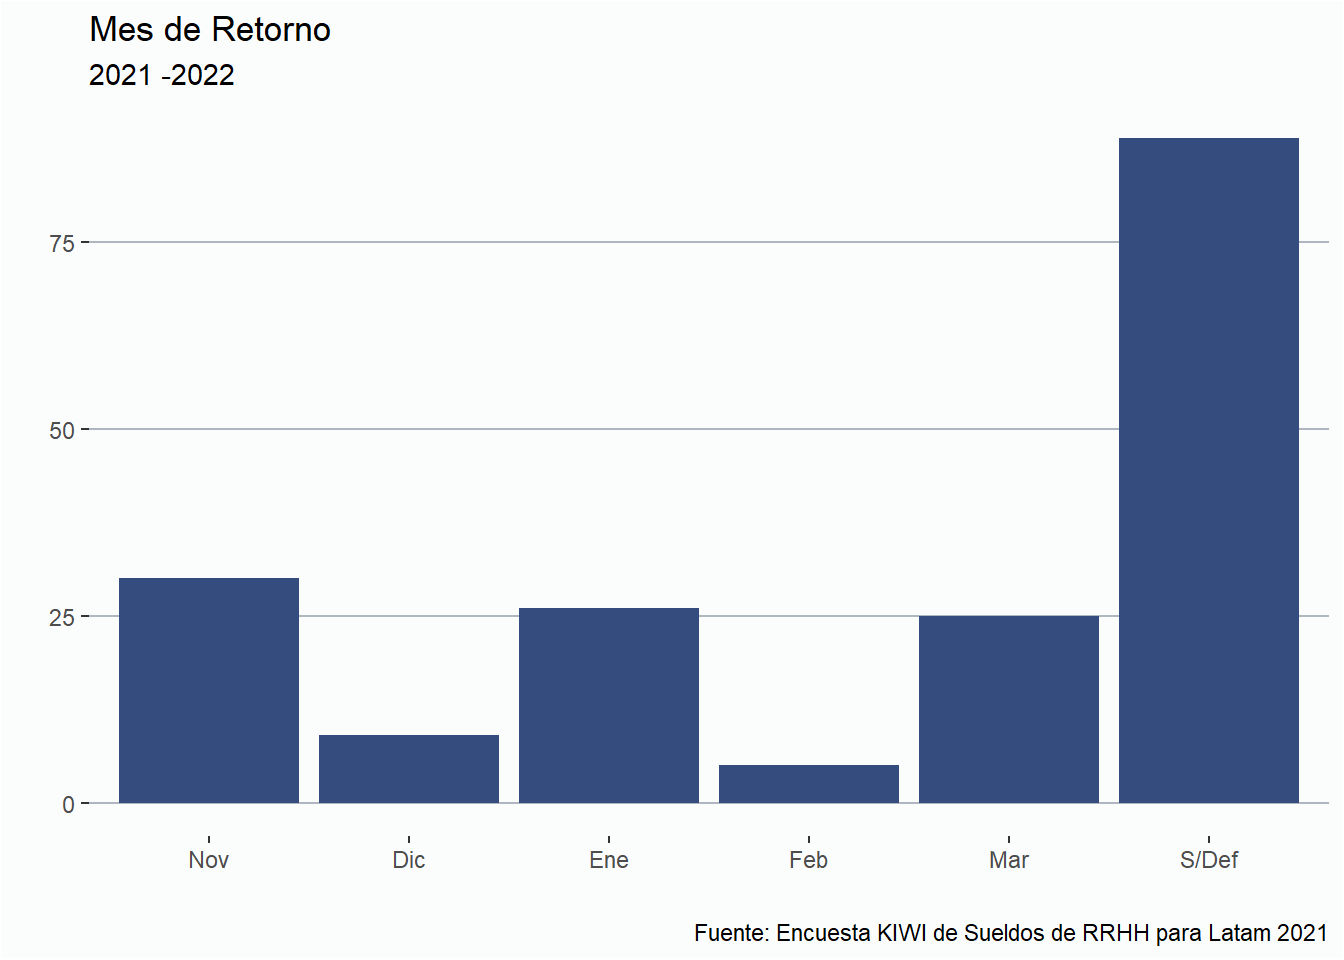 Mes de Retorno
2021 -2022
75
50
25
0
Nov Dic Ene Feb Mar S/Def
Fuente: Encuesta KIWI de Sueldos de RRHH para Latam 2021